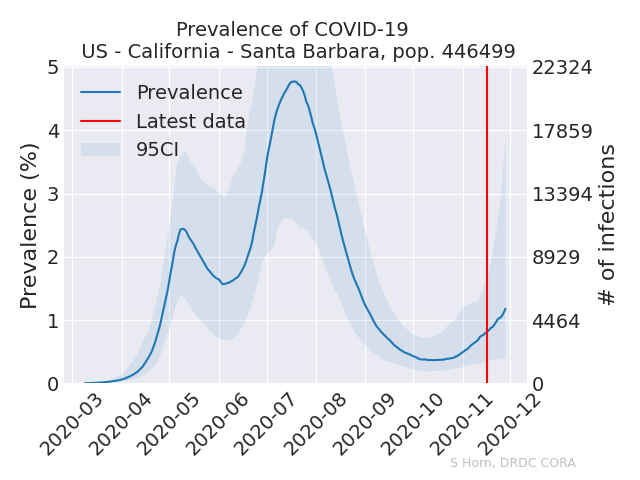 Prevalence of COVID-19
US - California - Santa Barbara, pop. 446499
Prevalence (%)
5
4
3
2
1
0
Prevalence
Latest data
95CI
22324
17859
13394
8929
4464
0
# of infections
2020-03
2020-04
2020-05
2020-06
2020-07
2020-08
2020-09
2020-10
2020-11
2020-12
S Horn, DRDC CORA